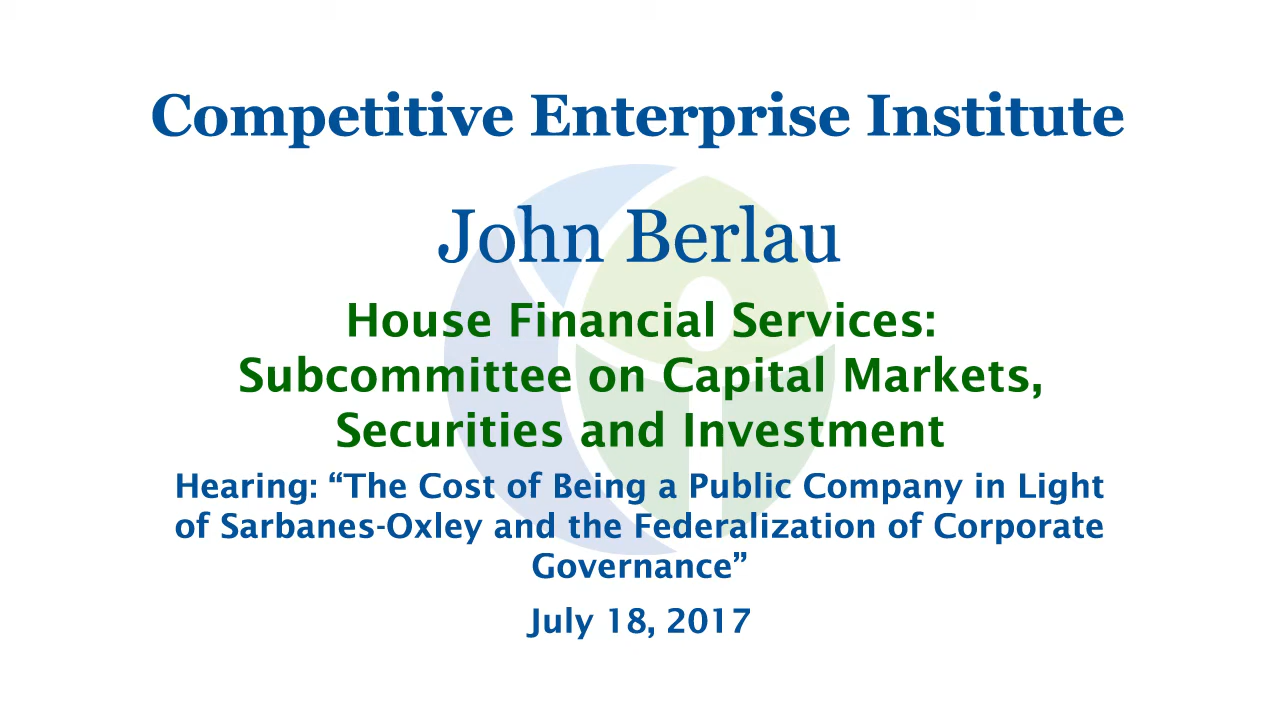 Competitive Enterprise Institute
John Berlau
House Financial Services:
Subcommittee on Capital Markets,
Securities and Investment
Hearing: “The Cost of Being a Public Company in Light
of Sarbanes-Oxley and the Federalization of Corporate
Governance”
July 18, 2017